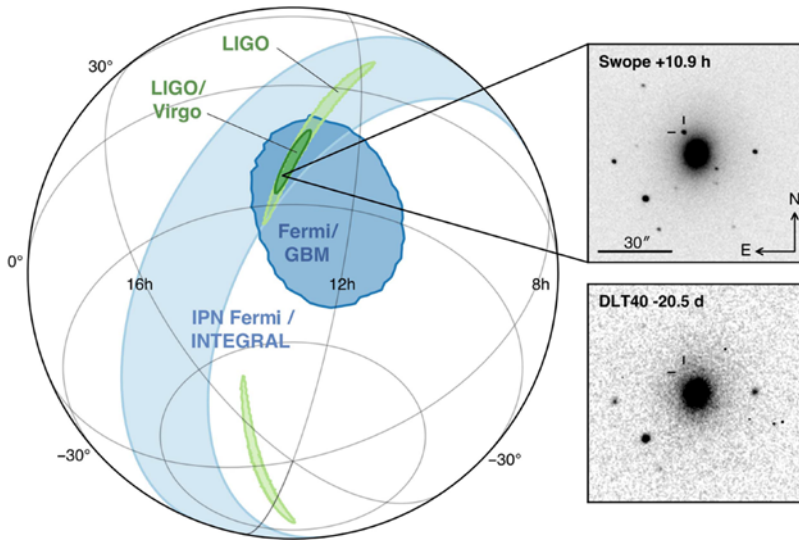 LIGO
30°
LIGO/
Virgo
Fermi/
GBM
0°
16h
12h
8h
IPN Fermi /
INTEGRAL
−30°
−30°
Swope +10.9 h
N
30″
E
DLT40 -20.5 d